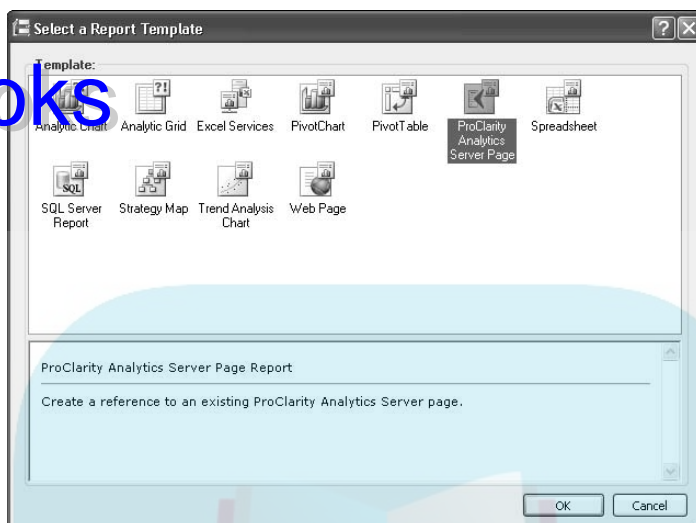 Select a Report Template
Template:
oks
Analytic Chart
Analytic Grid
Excel Services
PivotChart
PivotTable
ProClarity
Analytics
Server Page
Spreadsheet
SQL
SQL Server
Report
Strategy Map
Trend Analysis
Chart
Web Page
ProClarity Analytics Server Page Report
Create a reference to an existing ProClarity Analytics Server page.
OK
Cancel